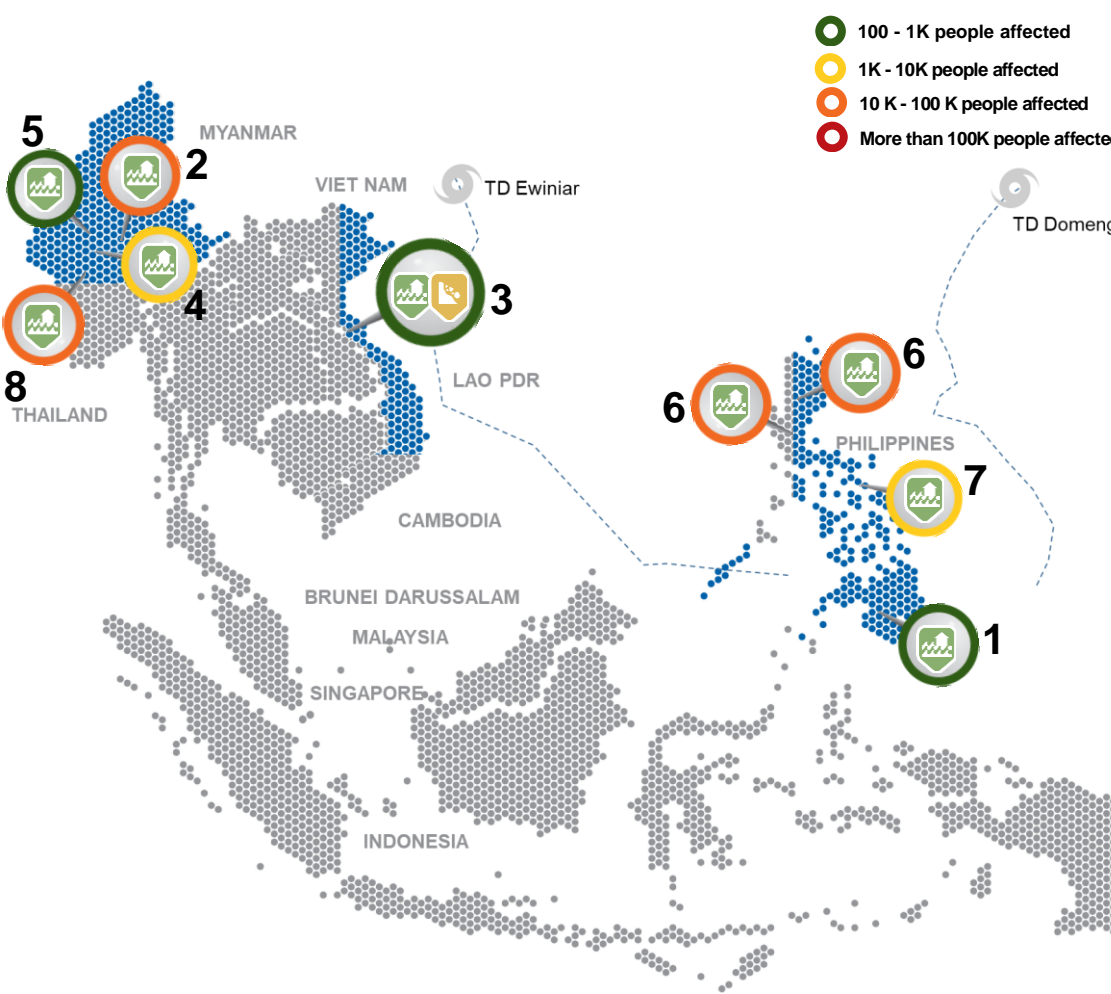 100 - 1K people affected
1K - 10K people affected
10 K - 100 K people affected
More than 100K people affecte
5
MYANMAR
2
VIET NAM
TD Ewiniar
TD Domeng
4
3
8
THAILAND
LAO PDR
6
6
PHILIPPINES
7
CAMBODIA
BRUNEI DARUSSALAM
MALAYSIA
1
SINGAPORE
INDONESIA